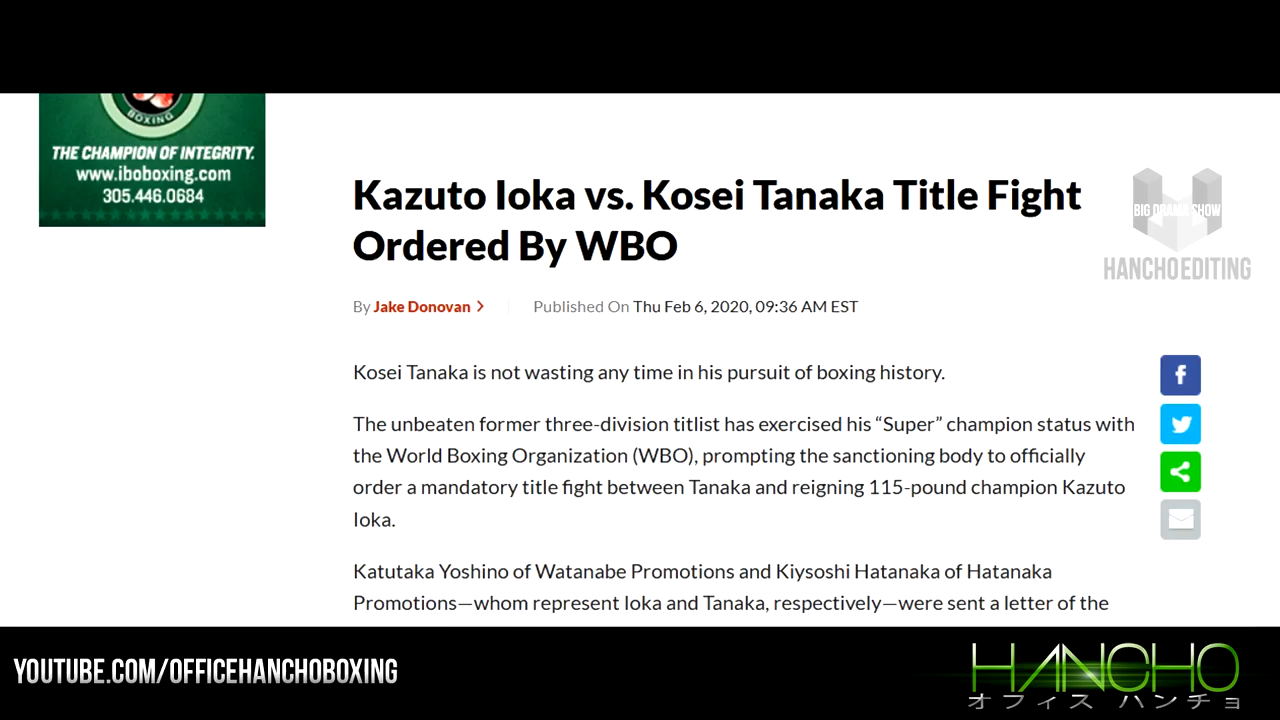 BOXING
THE CHAMPION OF INTEGRITY.
www.iboboxing.com
305.446.0684
Kazuto Ioka vs. Kosei Tanaka Title Fight
Ordered By WBO
By Jake Donovan
Published On Thu Feb 6, 2020, 09:36 AM EST
Kosei Tanaka is not wasting any time in his pursuit of boxing history.
The unbeaten former three-division titlist has exercised his “Super” champion status with
the World Boxing Organization (WBO), prompting the sanctioning body to officially
order a mandatory title fight between Tanaka and reigning 115-pound champion Kazuto
Ioka.
Katutaka Yoshino of Watanabe Promotions and Kiysoshi Hatanaka of Hatanaka
Promotions—whom represent Ioka and Tanaka, respectively—were sent a letter of the
BIG DRAMA SHOW
HANCHO EDITING
YOUTUBE.COM/OFFICEHANCHOBOXING
HANCHO
オフィス ハンチョ